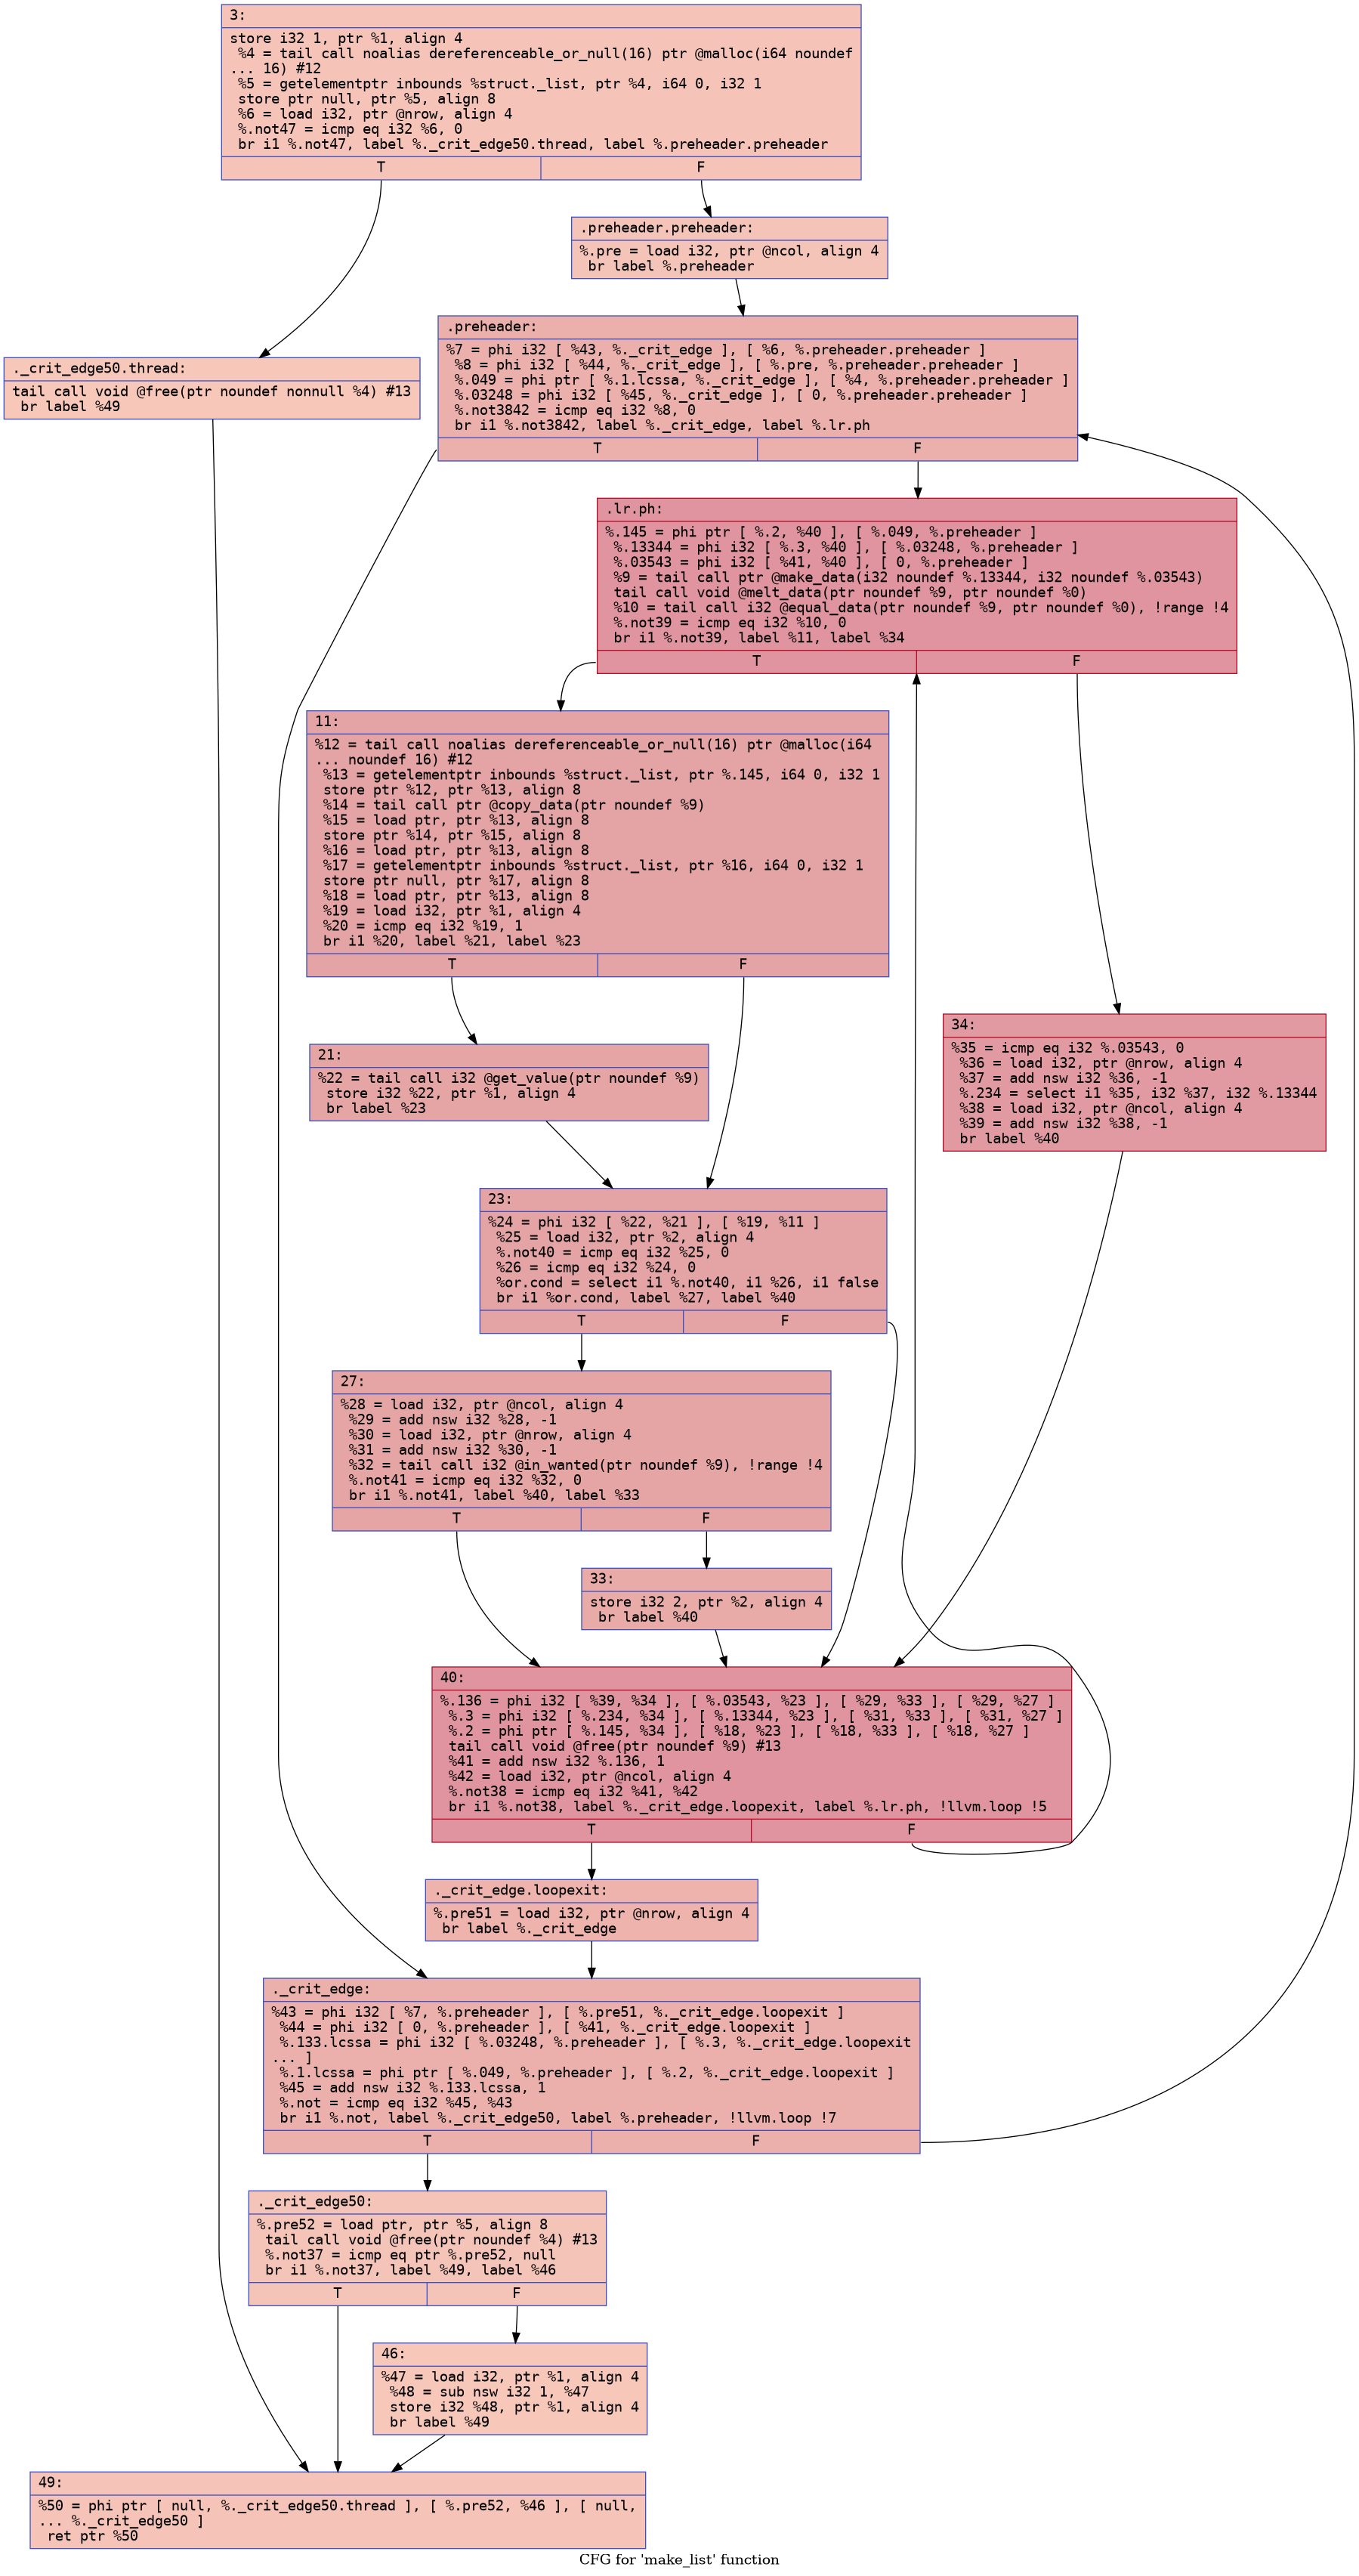 3:
store i32 1, ptr %1, align 4
%4 = tail call noalias dereferenceable_or_null(16) ptr @malloc(i64 noundef
... 16) #12
%5 = getelementptr inbounds %struct._list, ptr %4, i64 0, i32 1
store ptr null, ptr %5, align 8
%6 = load i32, ptr @nrow, align 4
%.not47 = icmp eq i32 %6, 0
br i1 %.not47, label %._crit_edge50.thread, label %.preheader.preheader
T F
.preheader.preheader:
%.pre = load i32, ptr @ncol, align 4
br label %.preheader
.preheader:
%7 = phi i32 [ %43, %._crit_edge ], [ %6, %.preheader.preheader ]
%8 = phi i32 [ %44, %._crit_edge ], [ %.pre, %.preheader.preheader ]
%.049 = phi ptr [ %.1.lcssa, %._crit_edge ], [ %4, %.preheader.preheader ]
%.03248 = phi i32 [ %45, %._crit_edge ], [ 0, %.preheader.preheader ]
%.not3842 = icmp eq i32 %8, 0
br i1 %.not3842, label %._crit_edge, label %.lr.ph
T F
._crit_edge50.thread:
tail call void @free(ptr noundef nonnull %4) #13
br label %49
.lr.ph:
%.145 = phi ptr [ %.2, %40 ], [ %.049, %.preheader ]
%.13344 = phi i32 [ %.3, %40 ], [ %.03248, %.preheader ]
%.03543 = phi i32 [ %41, %40 ], [ 0, %.preheader ]
%9 = tail call ptr @make_data(i32 noundef %.13344, i32 noundef %.03543)
tail call void @melt_data(ptr noundef %9, ptr noundef %0)
%10 = tail call i32 @equal_data(ptr noundef %9, ptr noundef %0), !range !4
%.not39 = icmp eq i32 %10, 0
br i1 %.not39, label %11, label %34
T F
11:
%12 = tail call noalias dereferenceable_or_null(16) ptr @malloc(i64
... noundef 16) #12
%13 = getelementptr inbounds %struct._list, ptr %.145, i64 0, i32 1
store ptr %12, ptr %13, align 8
%14 = tail call ptr @copy_data(ptr noundef %9)
%15 = load ptr, ptr %13, align 8
store ptr %14, ptr %15, align 8
%16 = load ptr, ptr %13, align 8
%17 = getelementptr inbounds %struct._list, ptr %16, i64 0, i32 1
store ptr null, ptr %17, align 8
%18 = load ptr, ptr %13, align 8
%19 = load i32, ptr %1, align 4
%20 = icmp eq i32 %19, 1
br i1 %20, label %21, label %23
T F
34:
%35 = icmp eq i32 %.03543, 0
%36 = load i32, ptr @nrow, align 4
%37 = add nsw i32 %36, -1
%.234 = select i1 %35, i32 %37, i32 %.13344
%38 = load i32, ptr @ncol, align 4
%39 = add nsw i32 %38, -1
br label %40
21:
%22 = tail call i32 @get_value(ptr noundef %9)
store i32 %22, ptr %1, align 4
br label %23
23:
%24 = phi i32 [ %22, %21 ], [ %19, %11 ]
%25 = load i32, ptr %2, align 4
%.not40 = icmp eq i32 %25, 0
%26 = icmp eq i32 %24, 0
%or.cond = select i1 %.not40, i1 %26, i1 false
br i1 %or.cond, label %27, label %40
T F
27:
%28 = load i32, ptr @ncol, align 4
%29 = add nsw i32 %28, -1
%30 = load i32, ptr @nrow, align 4
%31 = add nsw i32 %30, -1
%32 = tail call i32 @in_wanted(ptr noundef %9), !range !4
%.not41 = icmp eq i32 %32, 0
br i1 %.not41, label %40, label %33
T F
33:
store i32 2, ptr %2, align 4
br label %40
40:
%.136 = phi i32 [ %39, %34 ], [ %.03543, %23 ], [ %29, %33 ], [ %29, %27 ]
%.3 = phi i32 [ %.234, %34 ], [ %.13344, %23 ], [ %31, %33 ], [ %31, %27 ]
%.2 = phi ptr [ %.145, %34 ], [ %18, %23 ], [ %18, %33 ], [ %18, %27 ]
tail call void @free(ptr noundef %9) #13
%41 = add nsw i32 %.136, 1
%42 = load i32, ptr @ncol, align 4
%.not38 = icmp eq i32 %41, %42
br i1 %.not38, label %._crit_edge.loopexit, label %.lr.ph, !llvm.loop !5
T F
._crit_edge.loopexit:
%.pre51 = load i32, ptr @nrow, align 4
br label %._crit_edge
._crit_edge:
%43 = phi i32 [ %7, %.preheader ], [ %.pre51, %._crit_edge.loopexit ]
%44 = phi i32 [ 0, %.preheader ], [ %41, %._crit_edge.loopexit ]
%.133.lcssa = phi i32 [ %.03248, %.preheader ], [ %.3, %._crit_edge.loopexit
... ]
%.1.lcssa = phi ptr [ %.049, %.preheader ], [ %.2, %._crit_edge.loopexit ]
%45 = add nsw i32 %.133.lcssa, 1
%.not = icmp eq i32 %45, %43
br i1 %.not, label %._crit_edge50, label %.preheader, !llvm.loop !7
T F
._crit_edge50:
%.pre52 = load ptr, ptr %5, align 8
tail call void @free(ptr noundef %4) #13
%.not37 = icmp eq ptr %.pre52, null
br i1 %.not37, label %49, label %46
T F
46:
%47 = load i32, ptr %1, align 4
%48 = sub nsw i32 1, %47
store i32 %48, ptr %1, align 4
br label %49
49:
%50 = phi ptr [ null, %._crit_edge50.thread ], [ %.pre52, %46 ], [ null,
... %._crit_edge50 ]
ret ptr %50
CFG for 'make_list' function